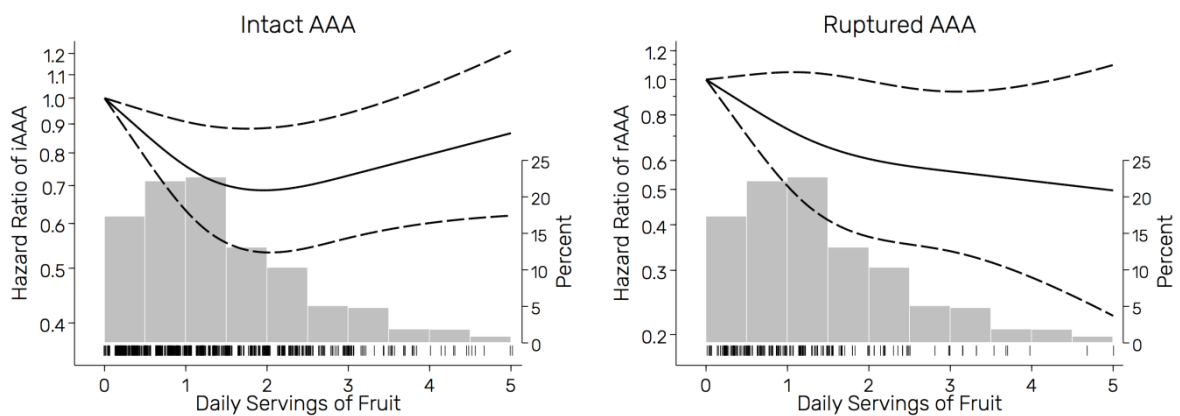 Intact AAA
Hazard Ratio of iAAA
1.2
1.1
1.0
0.9
0.8
0.7
0.6
0.5
0.4
25
20
15
10
5
0
Percent
0 1 2 3 4 5
Daily Servings of Fruit
Ruptured AAA
Hazard Ratio of rAAA
1.2
1.0
0.8
0.6
0.5
0.4
0.3
0.2
25
20
15
10
5
0
Percent
0 1 2 3 4 5
Daily Servings of Fruit